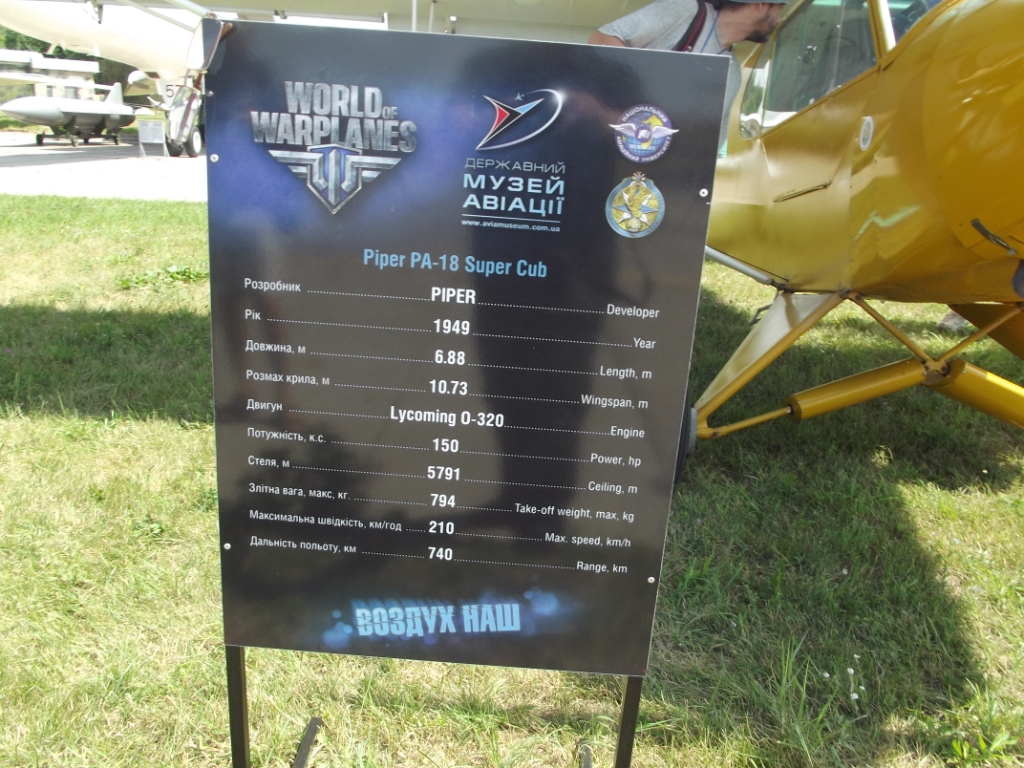 WORLD OF
WARPLANES
ДЕРЖАВНИЙ
МУЗЕЙ
АВІАЦІЇ
www.aviamuseum.com.ua
Piper PA-18 Super Cub
Розробник PIPER Developer
Рік 1949 Year
Довжина, м 6.88 Length, m
Розмах крила, м 10.73 Wingspan, m
Двигун Lycoming O-320 Engine
Потужність, к.с. 150 Power, hp
Стеля, м 5791 Ceiling, m
Злітна вага, макс, кг. 794 Take-off weight, max, kg
Максимальна швідкість, км/год 210 Max. speed, km/h
Дальність польоту, км 740 Range, km
ВОЗДУХ НАШ